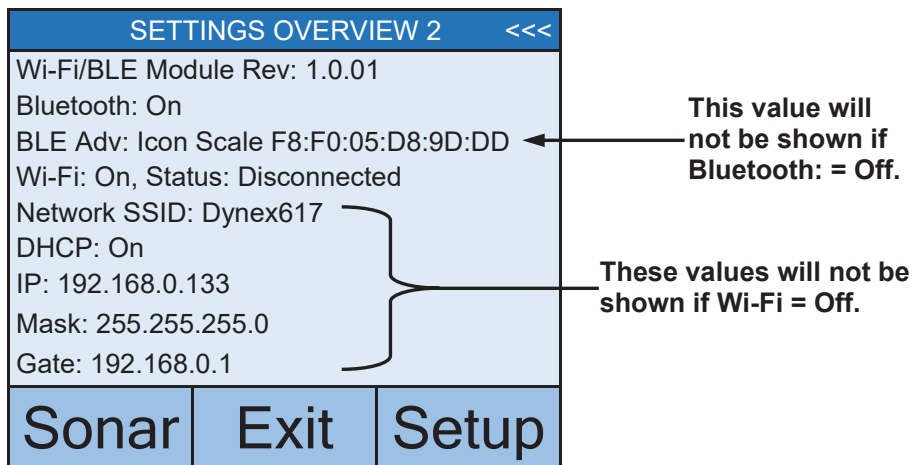 SETTINGS OVERVIEW 2 <<<
Wi-Fi/BLE Module Rev: 1.0.01
Bluetooth: On
BLE Adv: Icon Scale F8:F0:05:D8:9D:DD
Wi-Fi: On, Status: Disconnected
Network SSID: Dynex617
DHCP: On
IP: 192.168.0.133
Mask: 255.255.255.0
Gate: 192.168.0.1
Sonar Exit Setup
This value will
not be shown if
Bluetooth: = Off.
These values will not be
shown if Wi-Fi = Off.